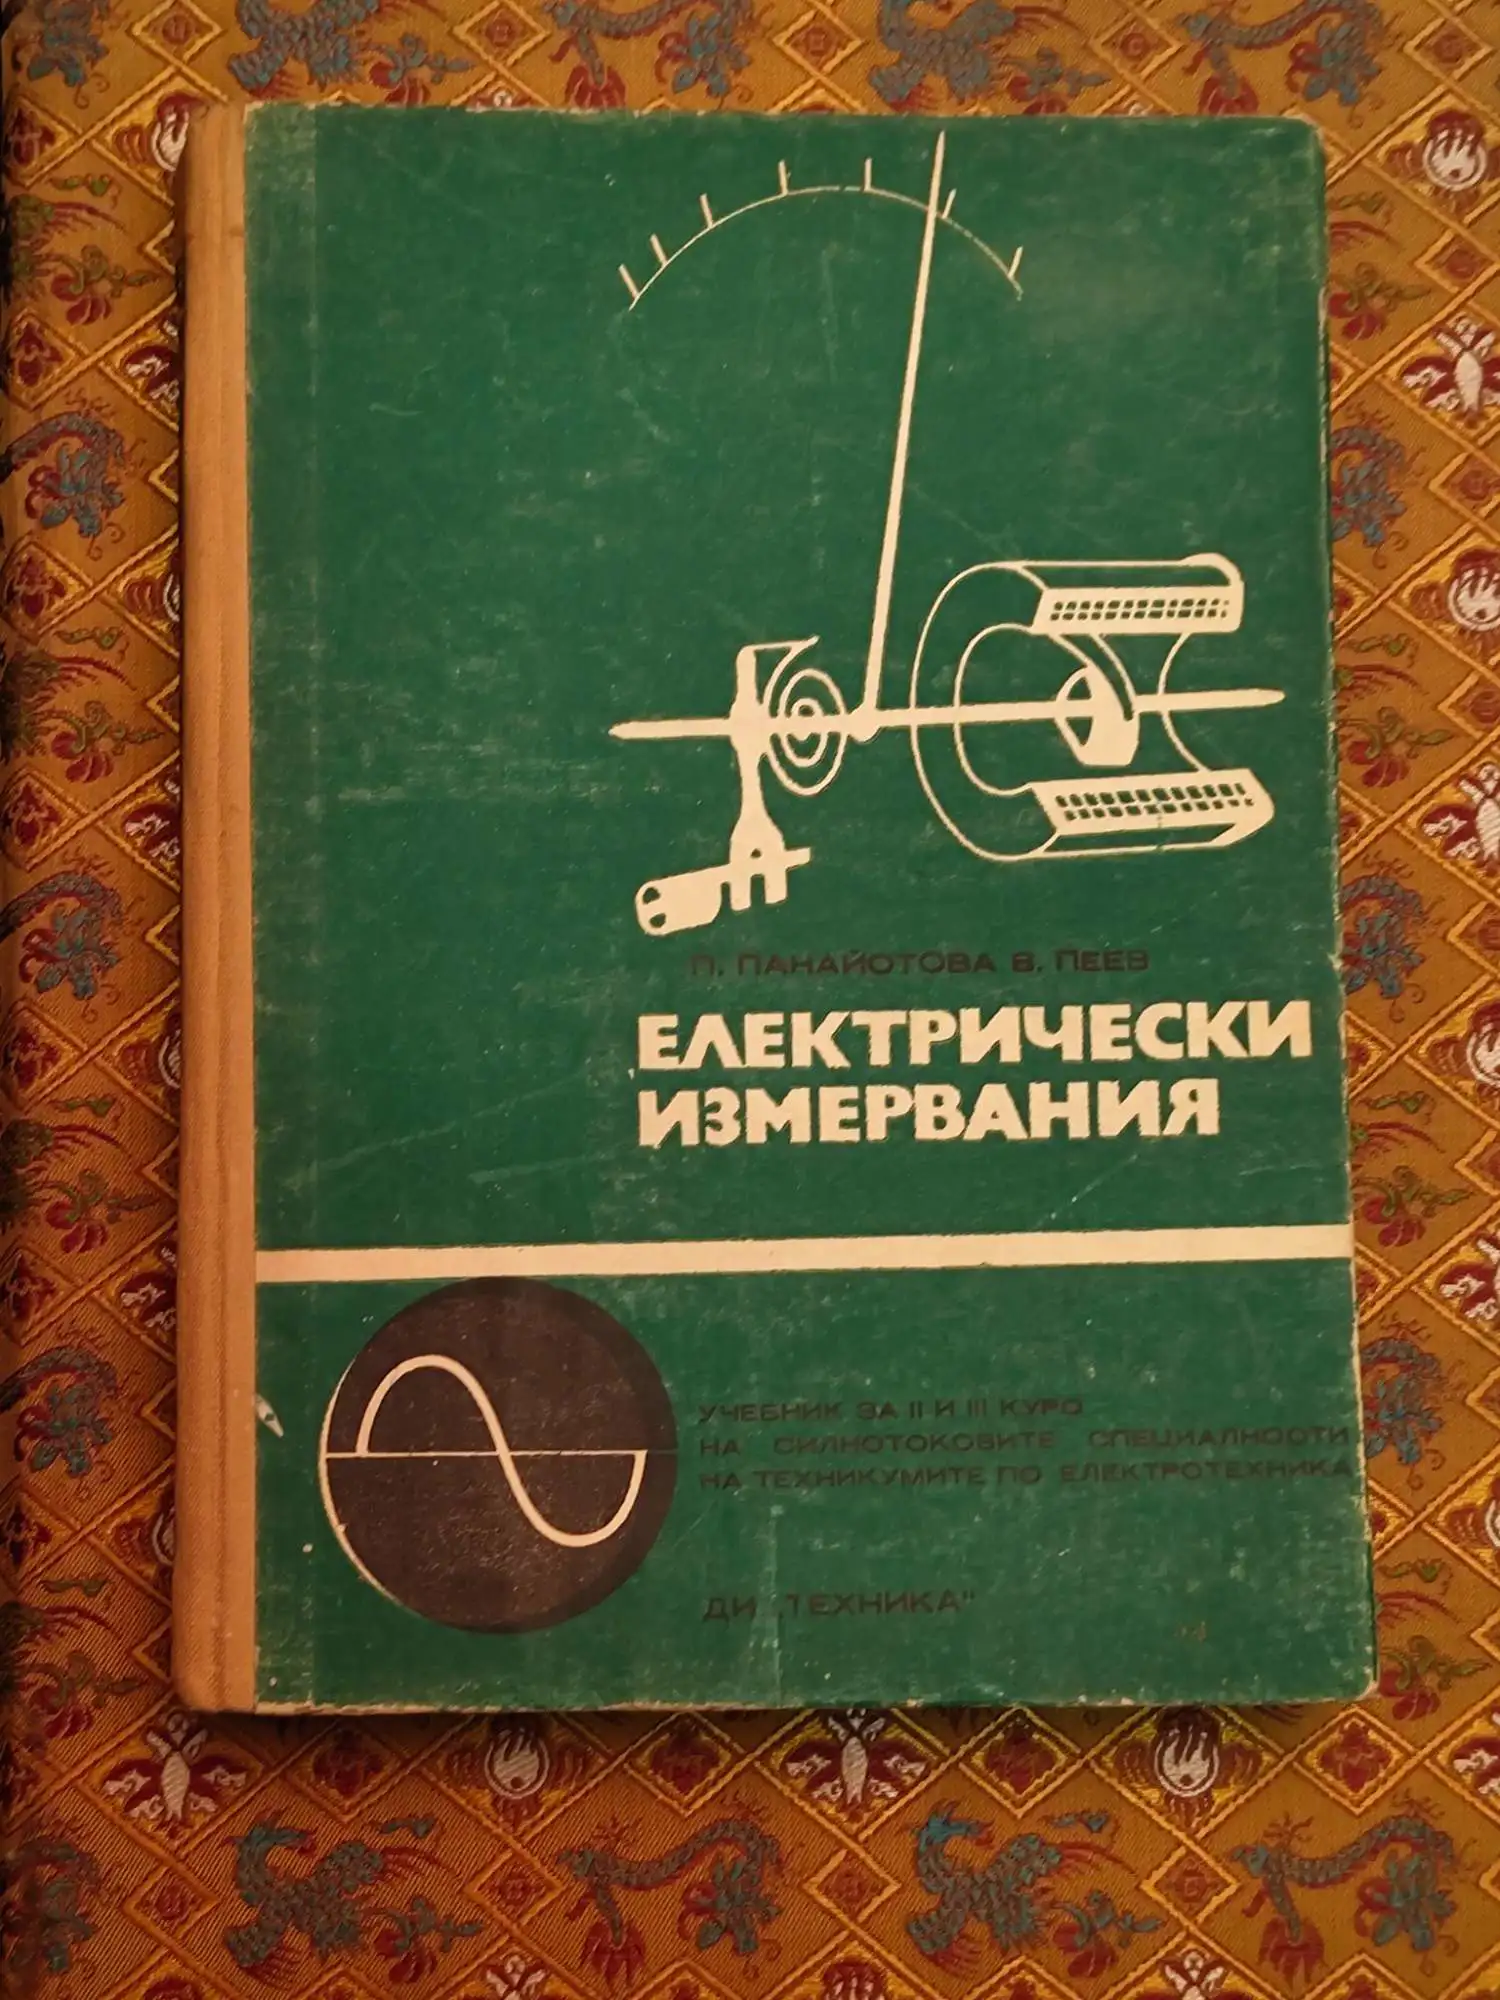 П. ПАНАЙОТОВА В. ПЕЕВ
ЕЛЕКТРИЧЕСКИ
ИЗМЕРВАНИЯ
УЧЕБНИК ЗА II И III КУРС
НА СИЛНОТОКОВИТЕ СПЕЦИАЛНОСТИ
НА ТЕХНИКУМИТЕ ПО ЕЛЕКТРОТЕХНИКА
ДИ „ТЕХНИКА"